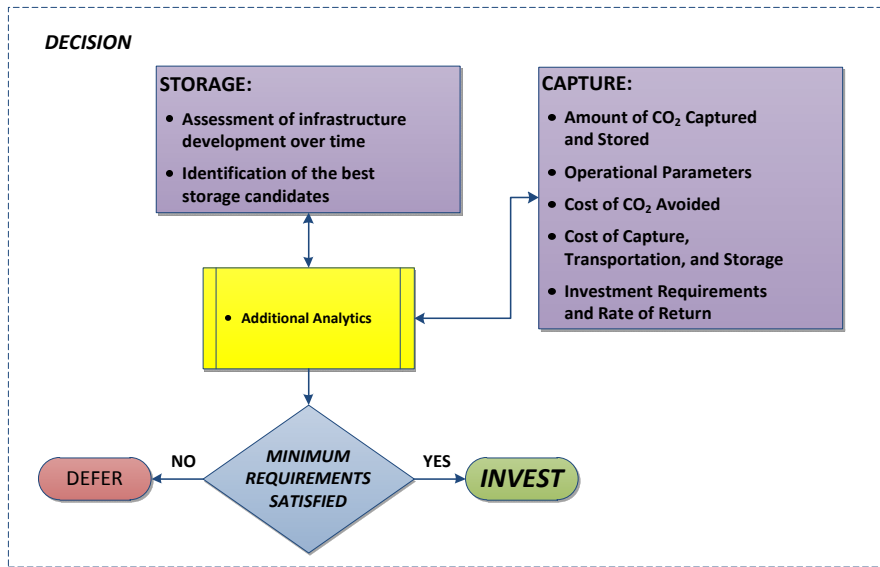 DECISION
STORAGE:
• Assessment of infrastructure
development over time
• Identification of the best
storage candidates
CAPTURE:
• Amount of CO₂ Captured
and Stored
• Operational Parameters
• Cost of CO₂ Avoided
• Cost of Capture,
Transportation, and Storage
• Investment Requirements
and Rate of Return
• Additional Analytics
MINIMUM
REQUIREMENTS
SATISFIED
NO
DEFER
YES
INVEST